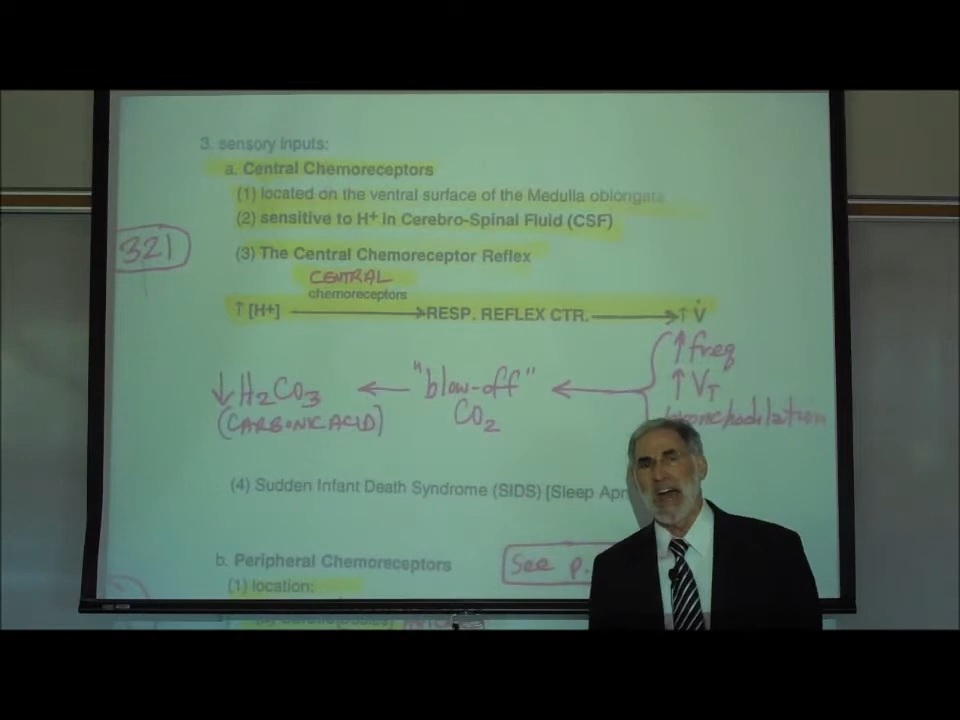 3. sensory inputs:
a. Central Chemoreceptors
(1) located on the ventral surface of the Medulla oblongata
(2) sensitive to H+ in Cerebro-Spinal Fluid (CSF)
321
(3) The Central Chemoreceptor Reflex
CENTRAL
chemoreceptors
↑ [H+] → RESP. REFLEX CTR. → ↑ V̇
↑ freq
↓ H2CO3 ← "blow-off" ← ↑ VT
(CARBONIC ACID) CO2 bronchodilation
(4) Sudden Infant Death Syndrome (SIDS) [Sleep
b. Peripheral Chemoreceptors
See p.
(1) location: